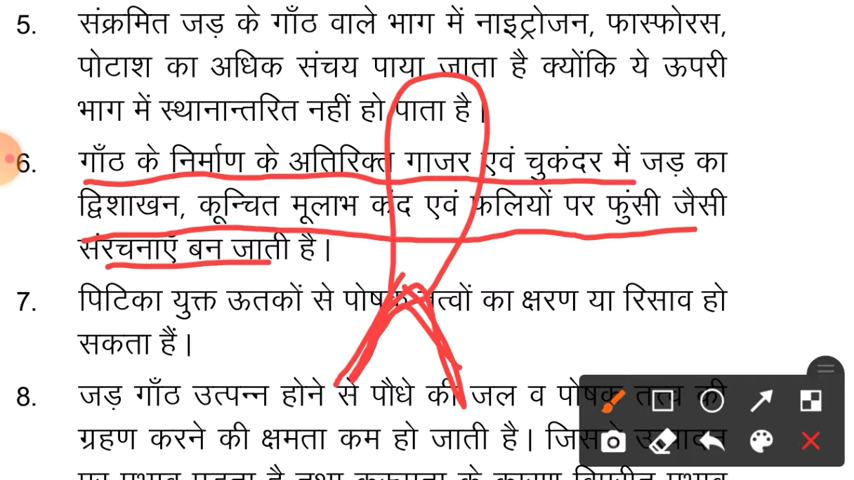 5. संक्रमित जड़ के गाँठ वाले भाग में नाइट्रोजन, फास्फोरस,
पोटाश का अधिक संचय पाया जाता है क्योंकि ये ऊपरी
भाग में स्थानान्तरित नहीं हो पाता है।
6. गाँठ के निर्माण के अतिरिक्त गाजर एवं चुकंदर में जड़ का
द्विशाखन, कून्चित मूलाभ कंद एवं फलियों पर फुंसी जैसी
संरचनाएँ बन जाती है।
7. पिटिका युक्त ऊतकों से पोषक तत्वों का क्षरण या रिसाव हो
सकता हैं।
8. जड़ गाँठ उत्पन्न होने से पौधे की जल व पोषक तत्व की
ग्रहण करने की क्षमता कम हो जाती है।